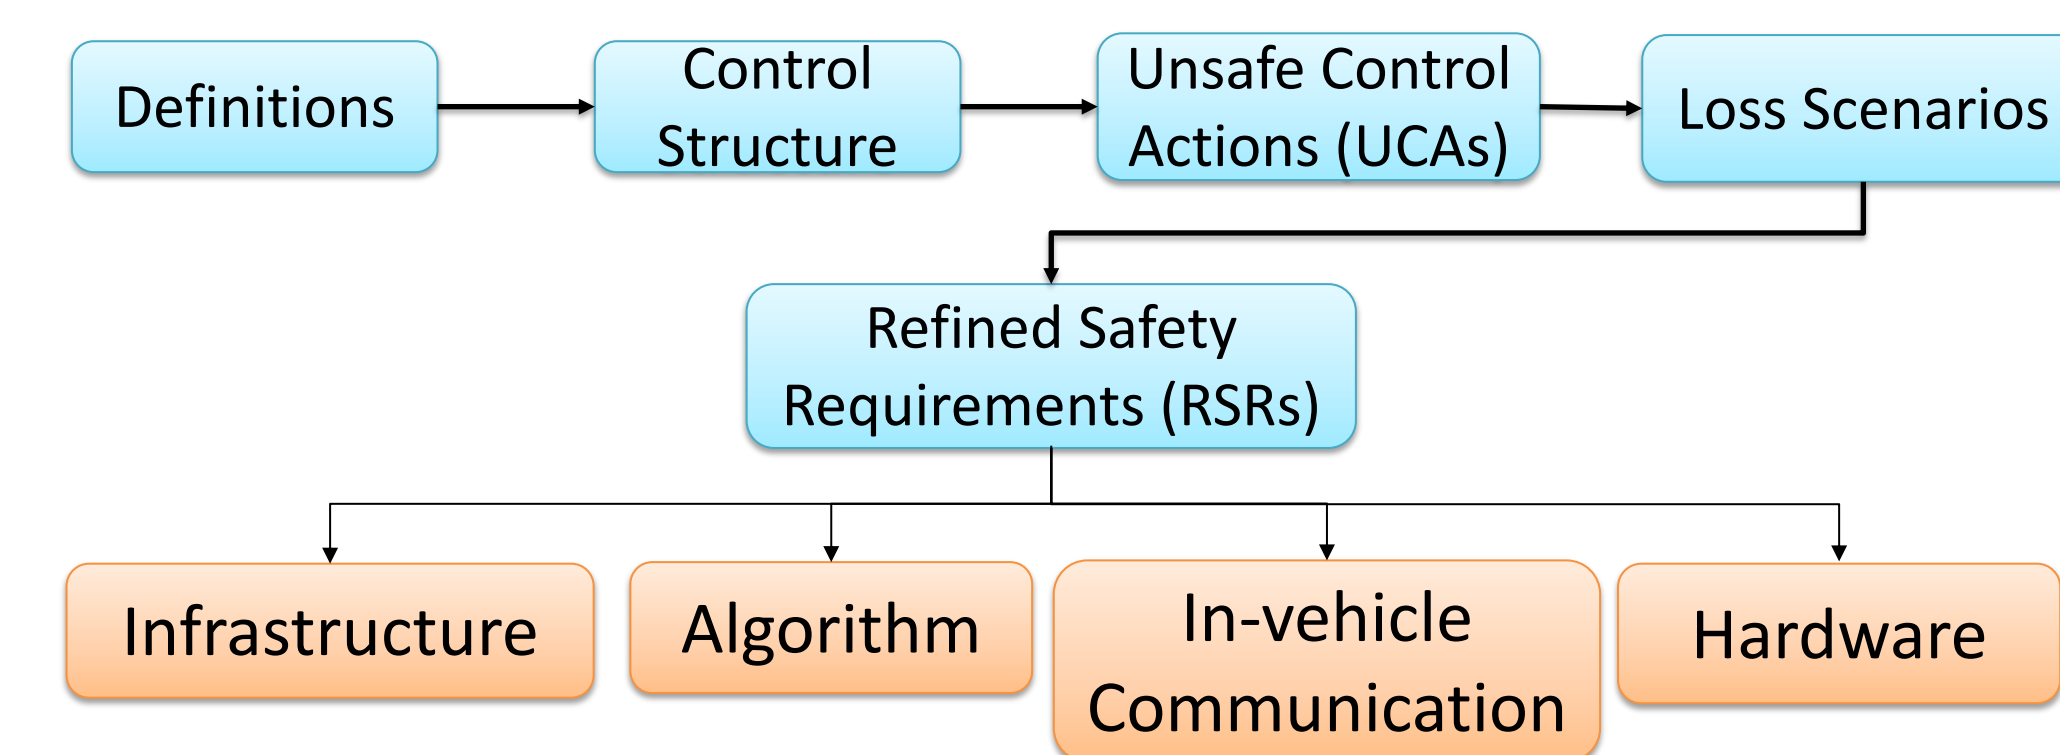 Definitions
Control
Structure
Unsafe Control
Actions (UCAs)
Loss Scenarios
Refined Safety
Requirements (RSRs)
Infrastructure
Algorithm
In-vehicle
Communication
Hardware